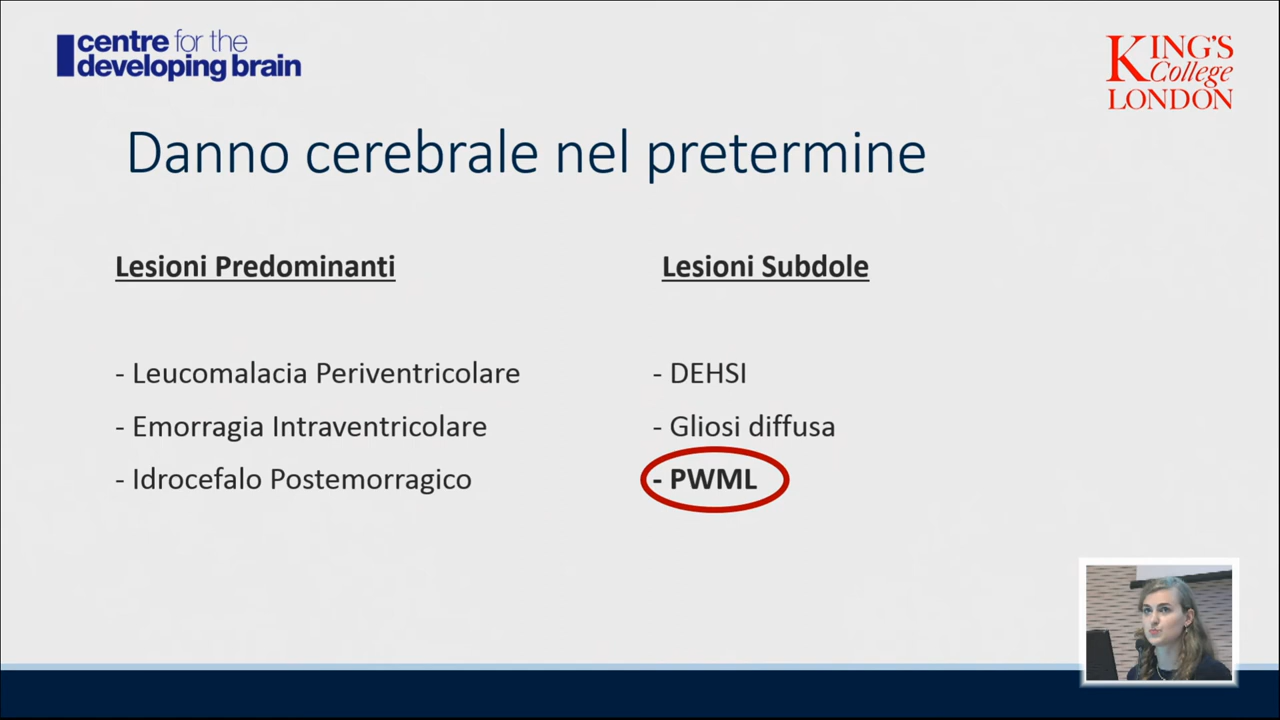 centre for the
developing brain
KING'S
College
LONDON
Danno cerebrale nel pretermine
Lesioni Predominanti
- Leucomalacia Periventricolare
- Emorragia Intraventricolare
- Idrocefalo Postemorragico
Lesioni Subdole
- DEHSI
- Gliosi diffusa
- PWML